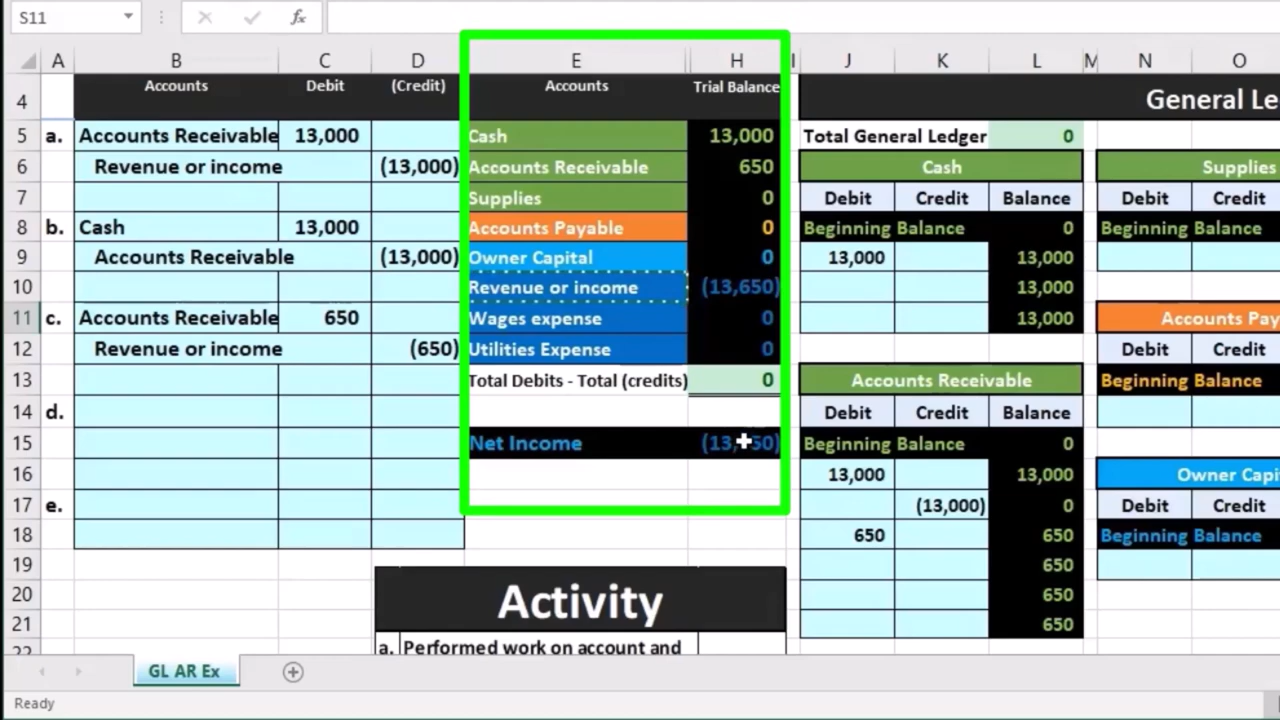 S11
fx
A B C D E H I J K L M N O
4 Accounts Debit (Credit) Accounts Trial Balance General Le
5 a. Accounts Receivable 13,000 Cash 13,000 Total General Ledger 0
6 Revenue or income (13,000) Accounts Receivable 650 Cash Supplies
7 Supplies 0 Debit Credit Balance Debit Credit
8 b. Cash 13,000 Accounts Payable 0 Beginning Balance 0 Beginning Balance
9 Accounts Receivable (13,000) Owner Capital 0 13,000 13,000
10 Revenue or income (13,650) 13,000
11 c. Accounts Receivable 650 Wages expense 0 13,000 Accounts Pay
12 Revenue or income (650) Utilities Expense 0 Debit Credit
13 Total Debits - Total (credits) 0 Accounts Receivable Beginning Balance
14 d. Debit Credit Balance
15 Net Income Beginning Balance 0
16 13,000 13,000 Owner Capi
17 e. (13,000) 0 Debit Credit
18 650 650 Beginning Balance
19 650
20 Activity 650
21 650
22 a. Performed work on account and
GL AR Ex
Ready